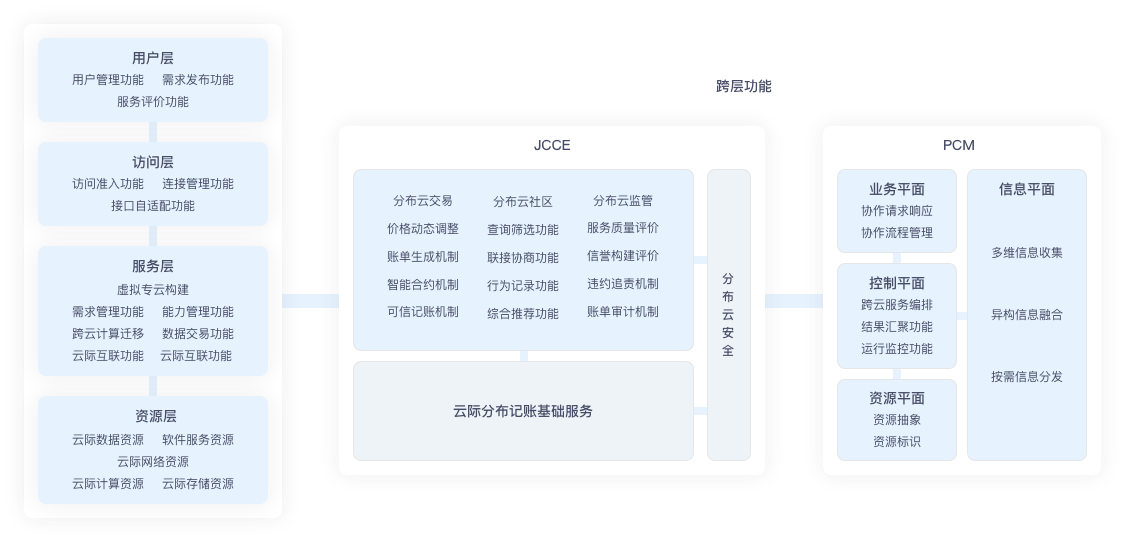 用户层
用户管理功能 需求发布功能
服务评价功能
访问层
访问准入功能 连接管理功能
接口自适配功能
服务层
虚拟专云构建
需求管理功能 能力管理功能
跨云计算迁移 数据交易功能
云际互联功能 云际互联功能
资源层
云际数据资源 软件服务资源
云际网络资源
云际计算资源 云际存储资源
跨层功能
JCCE
分布云交易
价格动态调整
账单生成机制
智能合约机制
可信记账机制
分布云社区
查询筛选功能
联接协商功能
行为记录功能
综合推荐功能
分布云监管
服务质量评价
信誉构建评价
违约追责机制
账单审计机制
云际分布记账基础服务
分布云安全
PCM
业务平面
协作请求响应
协作流程管理
控制平面
跨云服务编排
结果汇聚功能
运行监控功能
资源平面
资源抽象
资源标识
信息平面
多维信息收集
异构信息融合
按需信息分发